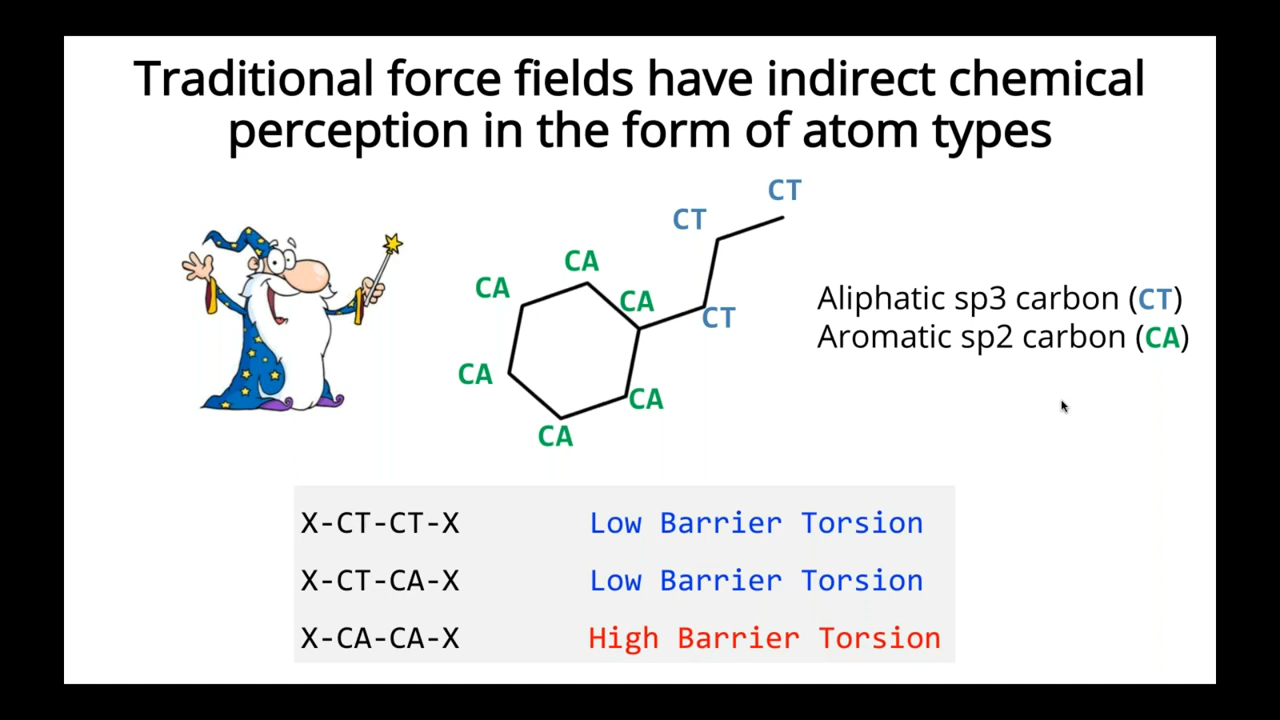 Traditional force fields have indirect chemical
perception in the form of atom types
CT
CT
CA
CA
CA
CT
Aliphatic sp3 carbon (CT)
Aromatic sp2 carbon (CA)
CA
CA
CA
X-CT-CT-X Low Barrier Torsion
X-CT-CA-X Low Barrier Torsion
X-CA-CA-X High Barrier Torsion